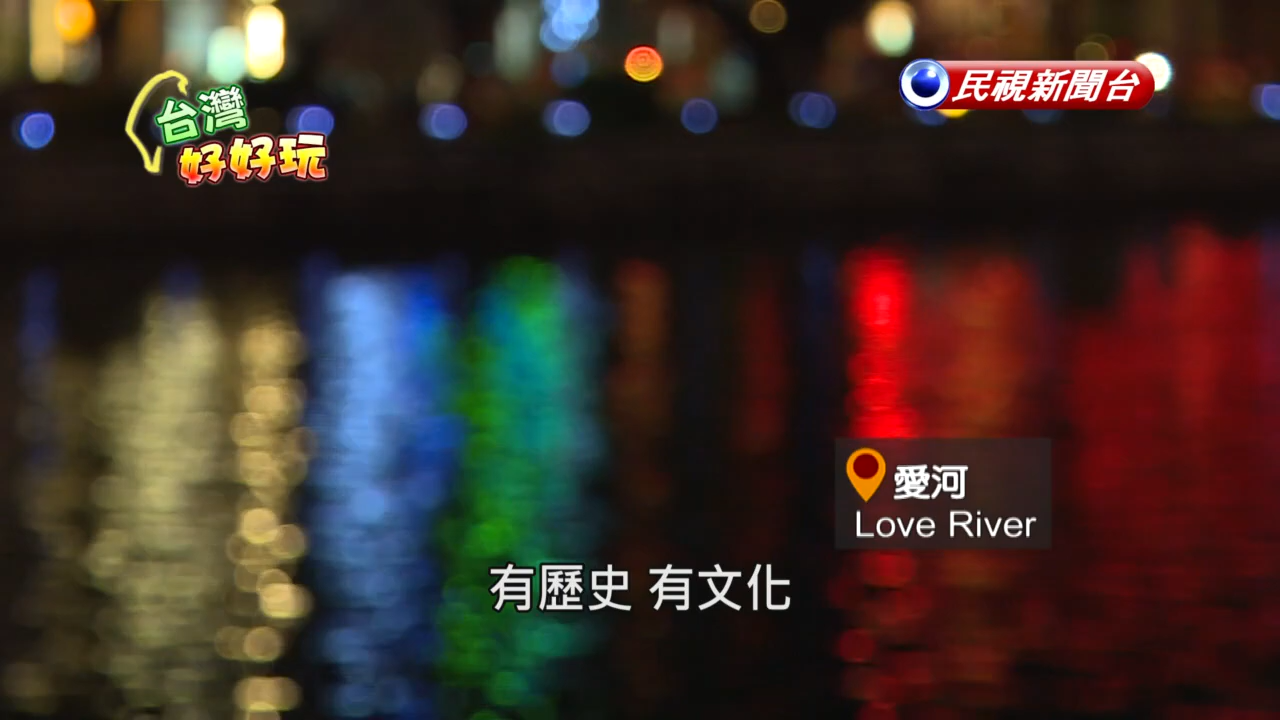 台灣
好好玩
民視新聞台
愛河
Love River
有歷史 有文化